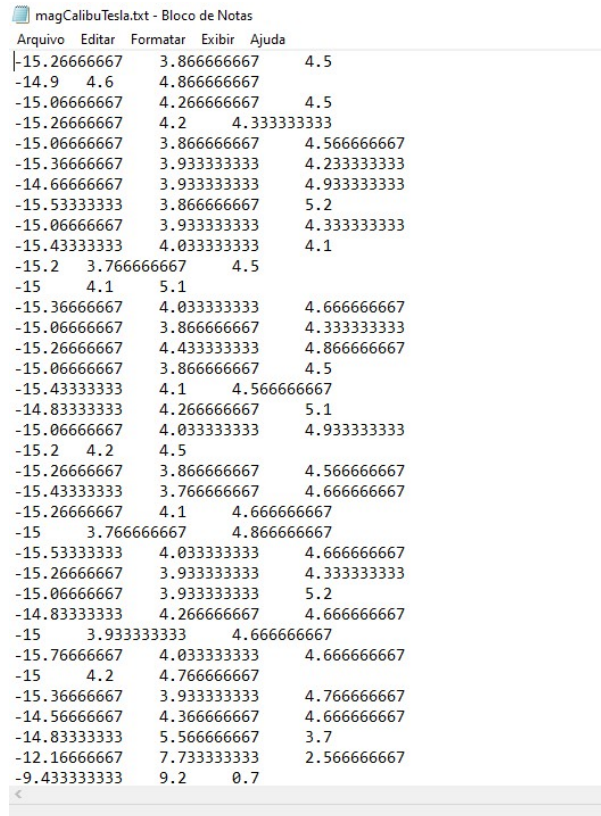 magCalibuTesla.txt - Bloco de Notas
Arquivo Editar Formatar Exibir Ajuda
-15.26666667 3.866666667 4.5
-14.9 4.6 4.866666667
-15.06666667 4.266666667 4.5
-15.26666667 4.2 4.333333333
-15.06666667 3.866666667 4.566666667
-15.36666667 3.933333333 4.233333333
-14.66666667 3.933333333 4.933333333
-15.53333333 3.866666667 5.2
-15.06666667 3.933333333 4.333333333
-15.43333333 4.033333333 4.1
-15.2 3.766666667 4.5
-15 4.1 5.1
-15.36666667 4.033333333 4.666666667
-15.06666667 3.866666667 4.333333333
-15.26666667 4.433333333 4.866666667
-15.06666667 3.866666667 4.5
-15.43333333 4.1 4.566666667
-14.83333333 4.266666667 5.1
-15.06666667 4.033333333 4.933333333
-15.2 4.2 4.5
-15.26666667 3.866666667 4.566666667
-15.43333333 3.766666667 4.666666667
-15.26666667 4.1 4.666666667
-15 3.766666667 4.866666667
-15.53333333 4.033333333 4.666666667
-15.26666667 3.933333333 4.333333333
-15.06666667 3.933333333 5.2
-14.83333333 4.266666667 4.666666667
-15 3.933333333 4.666666667
-15.76666667 4.033333333 4.666666667
-15 4.2 4.766666667
-15.36666667 3.933333333 4.766666667
-14.56666667 4.366666667 4.666666667
-14.83333333 5.566666667 3.7
-12.16666667 7.733333333 2.566666667
-9.433333333 9.2 0.7